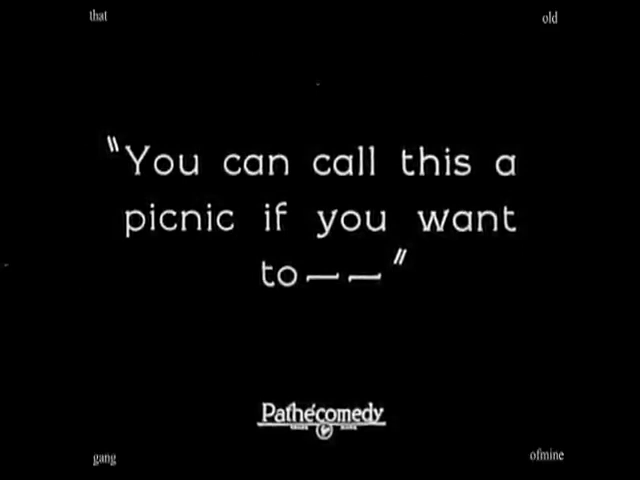 that old
"You can call this a
picnic if you want
to——"
Pathécomedy
gang ofmine